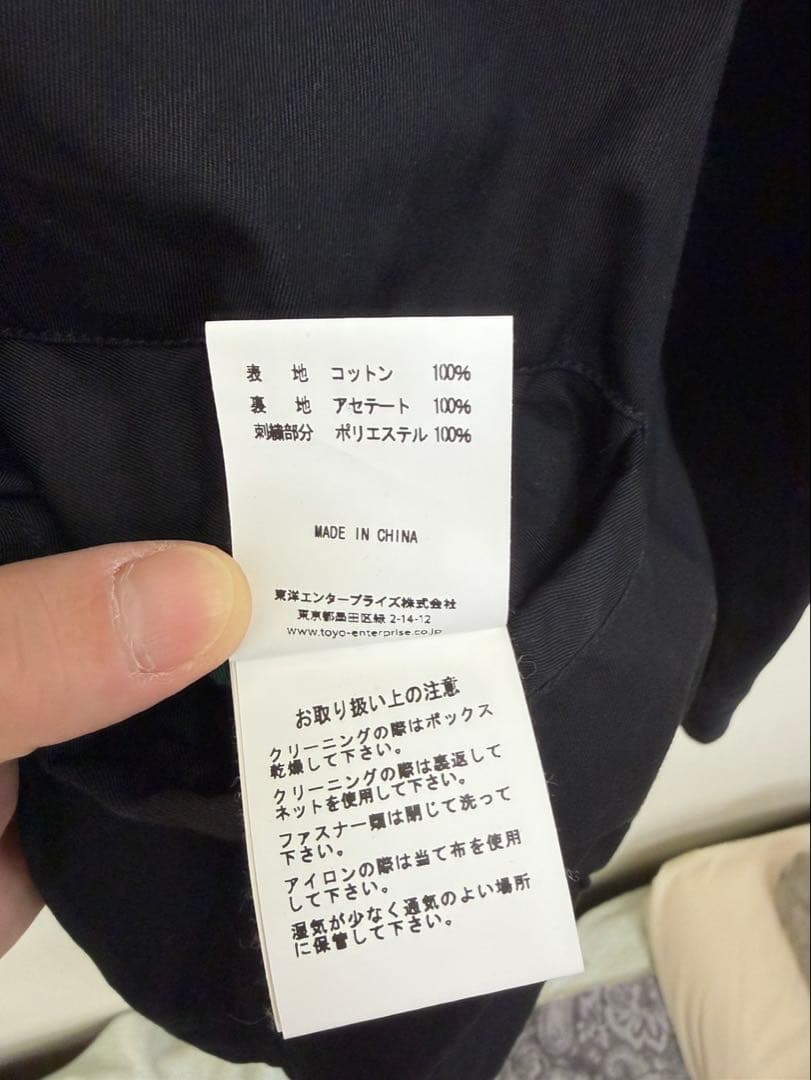 表 地 コットン 100%
裏 地 アセテート 100%
刺繍部分 ポリエステル 100%
MADE IN CHINA
東洋エンタープライズ株式会社
東京都墨田区緑 2-14-12
www.toyo-enterprise.co.jp
お取り扱い上の注意
クリーニングの際はボックス
乾燥して下さい。
クリーニングの際は裏返して
ネットを使用して下さい。
ファスナー類は閉じて洗って
下さい。
アイロンの際は当て布を使用
して下さい。
湿気が少なく通気のよい場所
に保管して下さい。